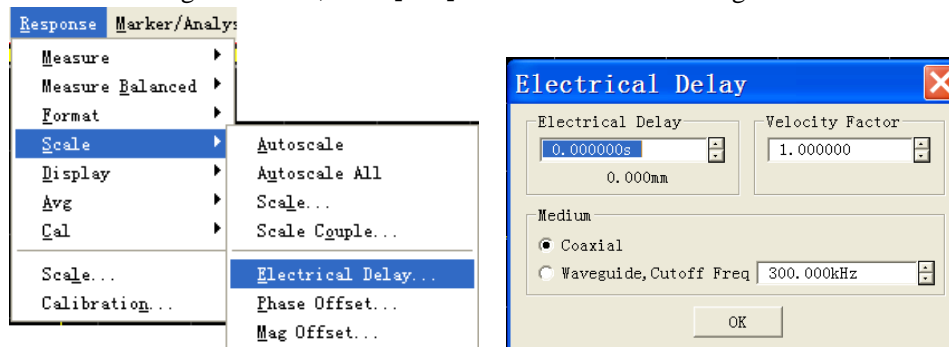 Response Marker/Analy
Measure
Measure Balanced
Format
Scale
Display
Avg
Cal
Scale...
Calibration...
Autoscale
Autoscale All
Scale...
Scale Couple...
Electrical Delay...
Phase Offset...
Mag Offset...
Electrical Delay
Electrical Delay
0.000000s
0.000mm
Velocity Factor
1.000000
Medium
Coaxial
Waveguide,Cutoff Freq 300.000kHz
OK